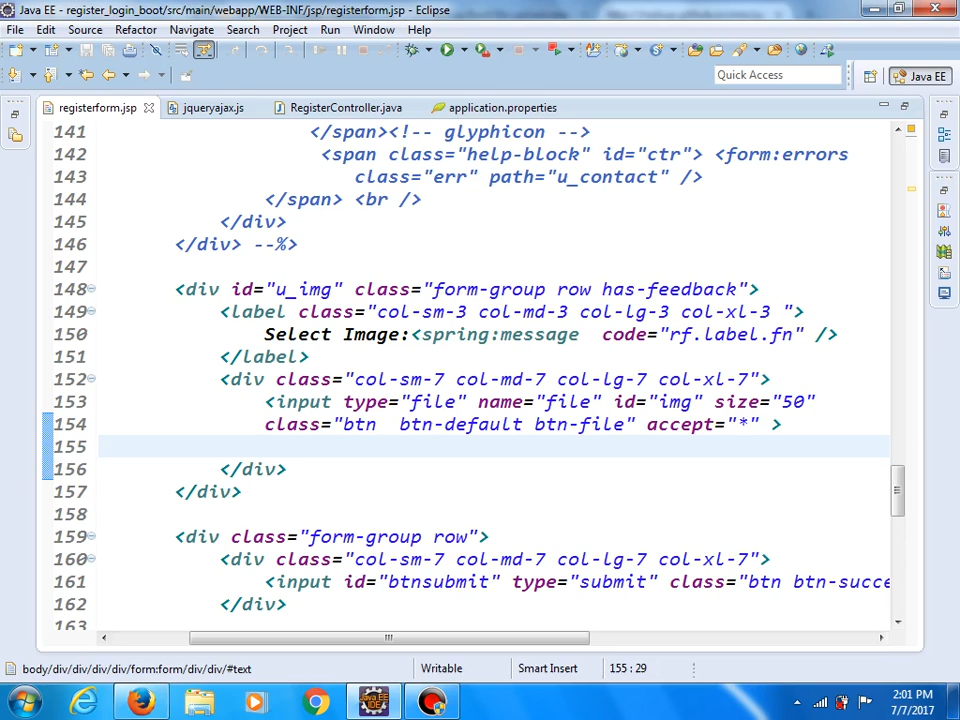 Java EE - register_login_boot/src/main/webapp/WEB-INF/jsp/registerform.jsp - Eclipse
File Edit Source Refactor Navigate Search Project Run Window Help
Quick Access Java EE
registerform.jsp jqueryajax.js RegisterController.java application.properties
141 </span><!-- glyphicon -->
142 <span class="help-block" id="ctr"> <form:errors
143 class="err" path="u_contact" />
144 </span> <br />
145 </div>
146 </div> --%>
147
148 <div id="u_img" class="form-group row has-feedback">
149 <label class="col-sm-3 col-md-3 col-lg-3 col-xl-3 ">
150 Select Image:<spring:message  code="rf.label.fn" />
151 </label>
152 <div class="col-sm-7 col-md-7 col-lg-7 col-xl-7">
153 <input type="file" name="file" id="img" size="50"
154 class="btn  btn-default btn-file" accept="*" >
155
156 </div>
157 </div>
158
159 <div class="form-group row">
160 <div class="col-sm-7 col-md-7 col-lg-7 col-xl-7">
161 <input id="btnsubmit" type="submit" class="btn btn-succe
162 </div>
163
body/div/div/div/div/form:form/div/div/#text Writable Smart Insert 155 : 29
2:01 PM
7/7/2017